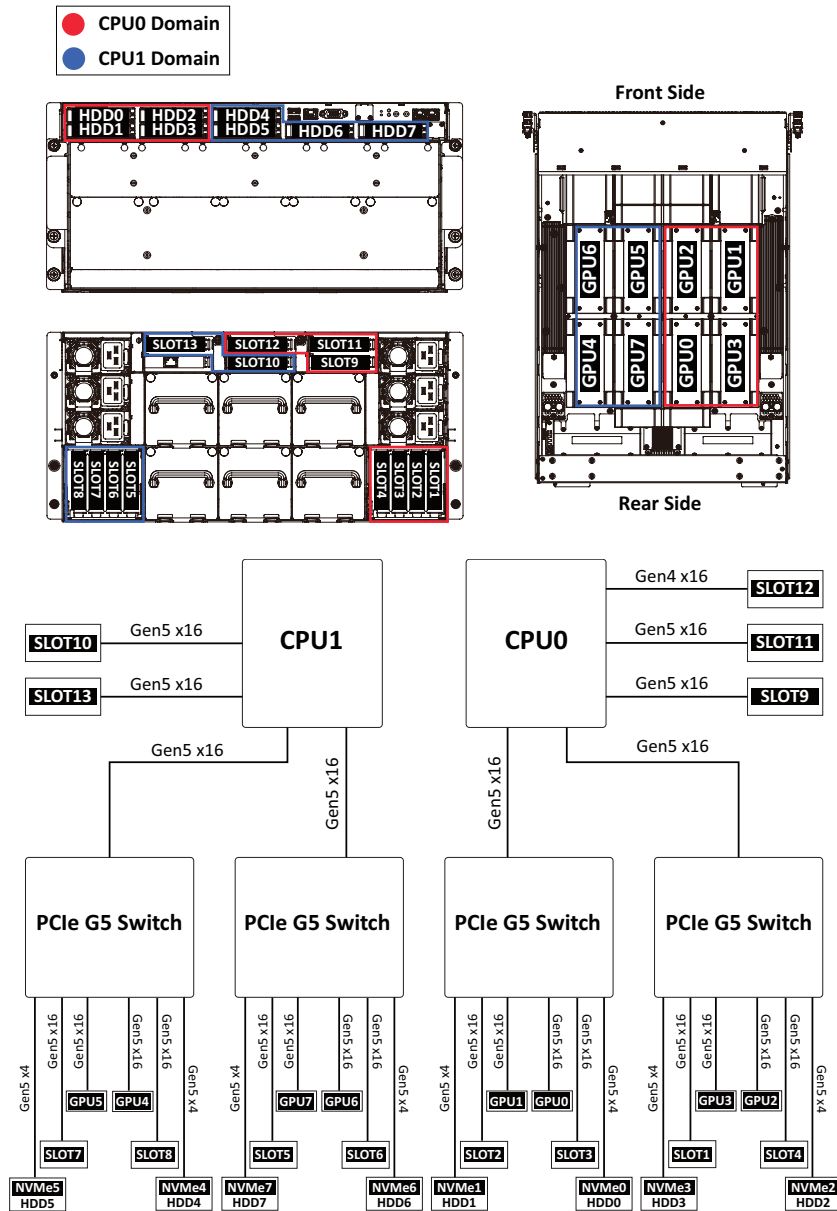 CPU0 Domain
CPU1 Domain
HDD0 HDD2 HDD4
HDD1 HDD3 HDD5 HDD6 HDD7
Front Side
GPU6 GPU5 GPU2 GPU1
GPU4 GPU7 GPU0 GPU3
Rear Side
SLOT13 SLOT12 SLOT11
SLOT10 SLOT9
SLOT8 SLOT7 SLOT6 SLOT5 SLOT4 SLOT3 SLOT2 SLOT1
CPU1
CPU0
Gen5 x16
SLOT10
Gen5 x16
SLOT13
Gen4 x16
SLOT12
Gen5 x16
SLOT11
Gen5 x16
SLOT9
Gen5 x16
Gen5 x16
Gen5 x16
Gen5 x16
PCIe G5 Switch
PCIe G5 Switch
PCIe G5 Switch
PCIe G5 Switch
Gen5 x4 Gen5 x16 Gen5 x16 Gen5 x16 Gen5 x16 Gen5 x4
Gen5 x4 Gen5 x16 Gen5 x16 Gen5 x16 Gen5 x16 Gen5 x4
Gen5 x4 Gen5 x16 Gen5 x16 Gen5 x16 Gen5 x16 Gen5 x4
Gen5 x4 Gen5 x16 Gen5 x16 Gen5 x16 Gen5 x16 Gen5 x4
GPU5 GPU4 GPU7 GPU6 GPU1 GPU0 GPU3 GPU2
SLOT7 SLOT8 SLOT5 SLOT6 SLOT2 SLOT3 SLOT1 SLOT4
NVMe5 NVMe4 NVMe7 NVMe6 NVMe1 NVMe0 NVMe3 NVMe2
HDD5 HDD4 HDD7 HDD6 HDD1 HDD0 HDD3 HDD2